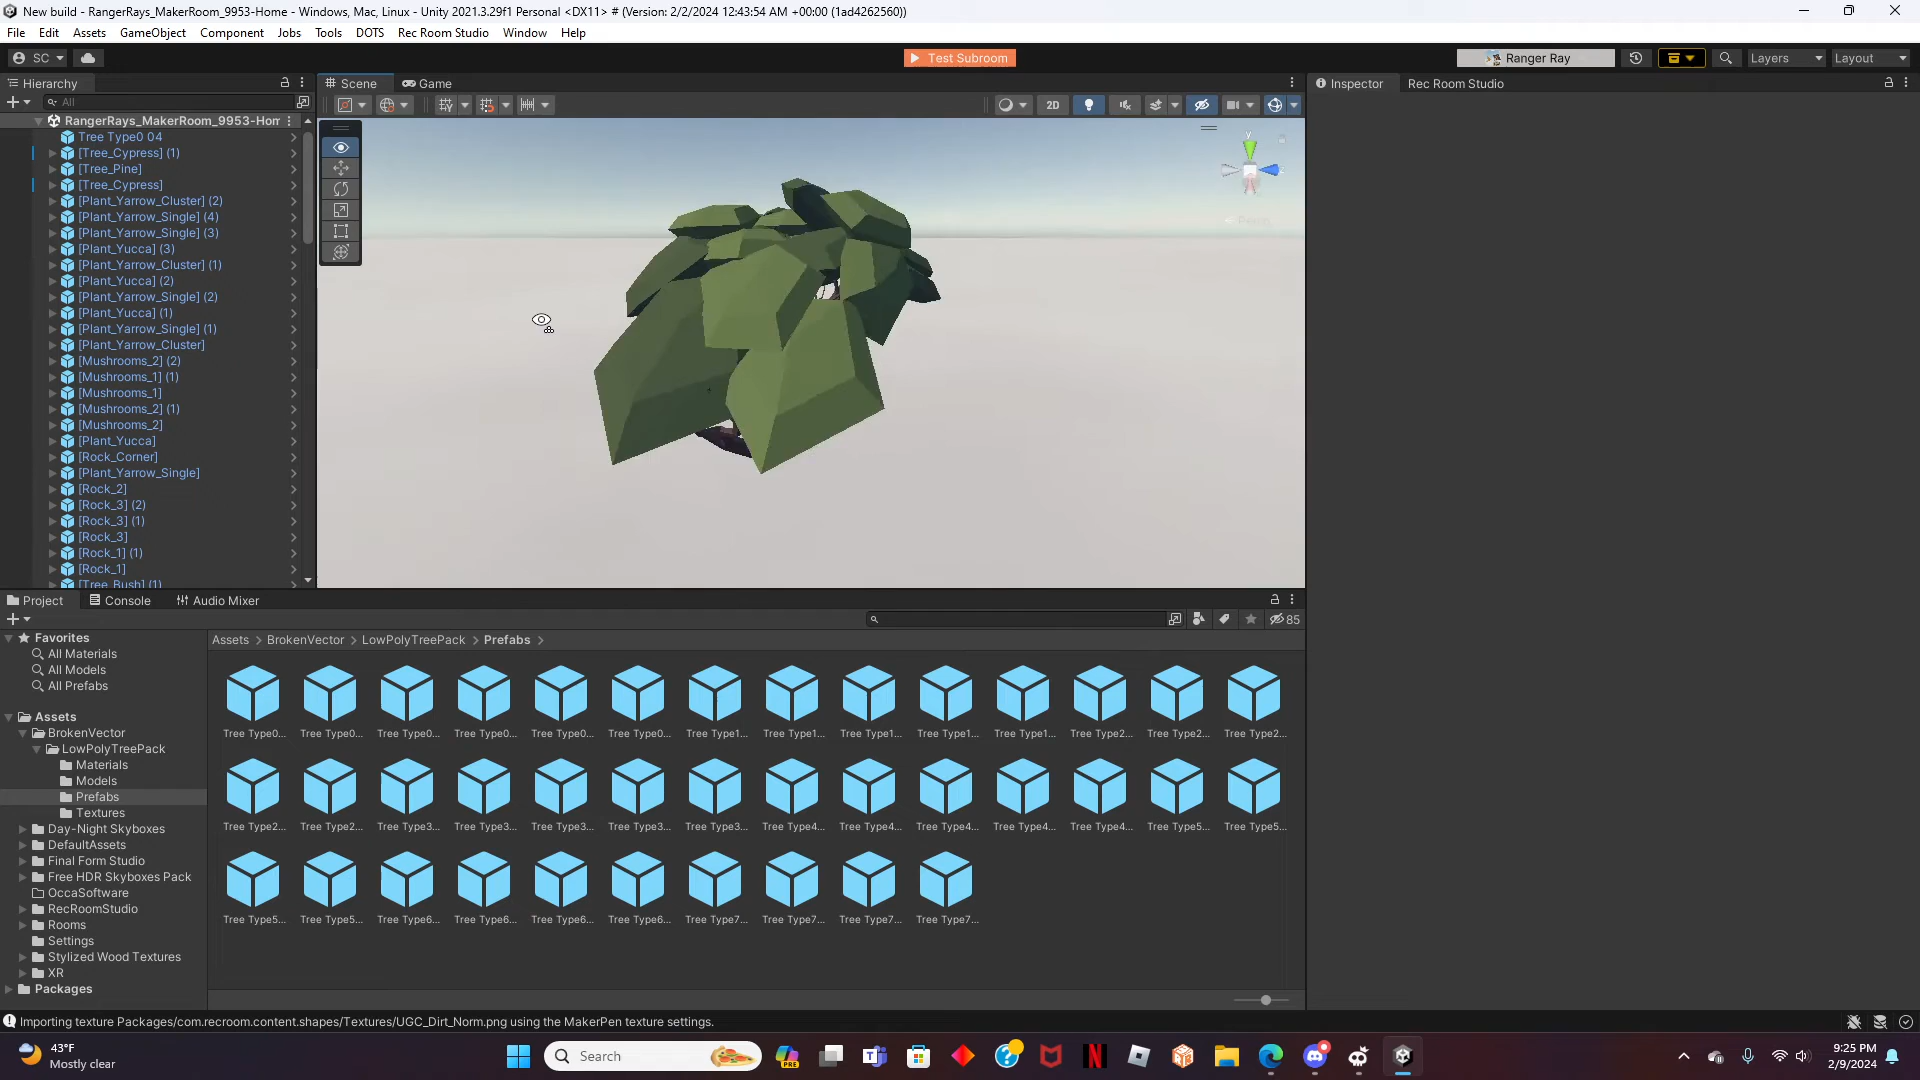 New build - RangerRays_MakerRoom_9953-Home - Windows, Mac, Linux - Unity 2021.3.29f1 Personal <DX11> # (Version: 2/2/2024 12:43:54 AM +00:00 (1ad4262560))
File Edit Assets GameObject Component Jobs Tools DOTS Rec Room Studio Window Help
SC Test Subroom Ranger Ray Layers Layout
Hierarchy Scene Game Inspector Rec Room Studio
All 2D
RangerRays_MakerRoom_9953-Hom
Tree Type0 04
[Tree_Cypress] (1)
[Tree_Pine]
[Tree_Cypress]
[Plant_Yarrow_Cluster] (2)
[Plant_Yarrow_Single] (4)
[Plant_Yarrow_Single] (3)
[Plant_Yucca] (3)
[Plant_Yarrow_Cluster] (1)
[Plant_Yucca] (2)
[Plant_Yarrow_Single] (2)
[Plant_Yucca] (1)
[Plant_Yarrow_Single] (1)
[Plant_Yarrow_Cluster]
[Mushrooms_2] (2)
[Mushrooms_1] (1)
[Mushrooms_1]
[Mushrooms_2] (1)
[Mushrooms_2]
[Plant_Yucca]
[Rock_Corner]
[Plant_Yarrow_Single]
[Rock_2]
[Rock_3] (2)
[Rock_3] (1)
[Rock_3]
[Rock_1] (1)
[Rock_1]
[Tree_Bush] (1)
y
Persp
Project Console Audio Mixer
85
Favorites
All Materials
All Models
All Prefabs
Assets
BrokenVector
LowPolyTreePack
Materials
Models
Prefabs
Textures
Day-Night Skyboxes
DefaultAssets
Final Form Studio
Free HDR Skyboxes Pack
OccaSoftware
RecRoomStudio
Rooms
Settings
Stylized Wood Textures
XR
Packages
Assets > BrokenVector > LowPolyTreePack > Prefabs >
Tree Type0... Tree Type0... Tree Type0... Tree Type0... Tree Type0... Tree Type0... Tree Type1... Tree Type1... Tree Type1... Tree Type1... Tree Type1... Tree Type2... Tree Type2... Tree Type2...
Tree Type2... Tree Type2... Tree Type3... Tree Type3... Tree Type3... Tree Type3... Tree Type3... Tree Type4... Tree Type4... Tree Type4... Tree Type4... Tree Type4... Tree Type5... Tree Type5...
Tree Type5... Tree Type5... Tree Type6... Tree Type6... Tree Type6... Tree Type6... Tree Type7... Tree Type7... Tree Type7... Tree Type7...
Importing texture Packages/com.recroom.content.shapes/Textures/UGC_Dirt_Norm.png using the MakerPen texture settings.
43°F
Mostly clear
Search
PRE
9:25 PM
2/9/2024